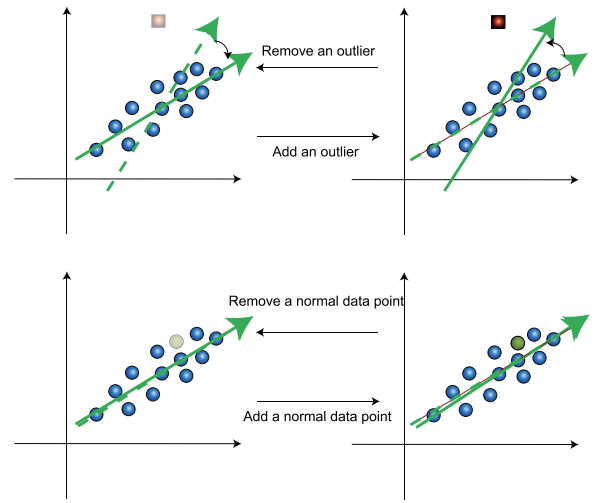 Remove an outlier
Add an outlier
Remove a normal data point
Add a normal data point